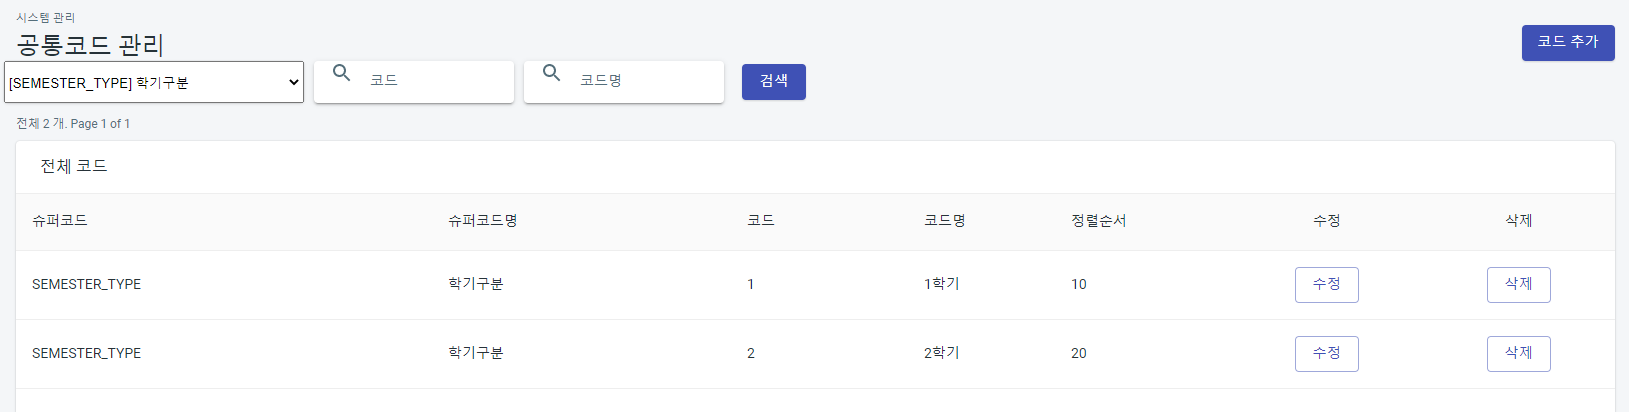 시스템 관리
공통코드 관리
코드 추가
[SEMESTER_TYPE] 학기구분 코드 코드명 검색
전체 2 개. Page 1 of 1
전체 코드
슈퍼코드 슈퍼코드명 코드 코드명 정렬순서 수정 삭제
SEMESTER_TYPE 학기구분 1 1학기 10 수정 삭제
SEMESTER_TYPE 학기구분 2 2학기 20 수정 삭제